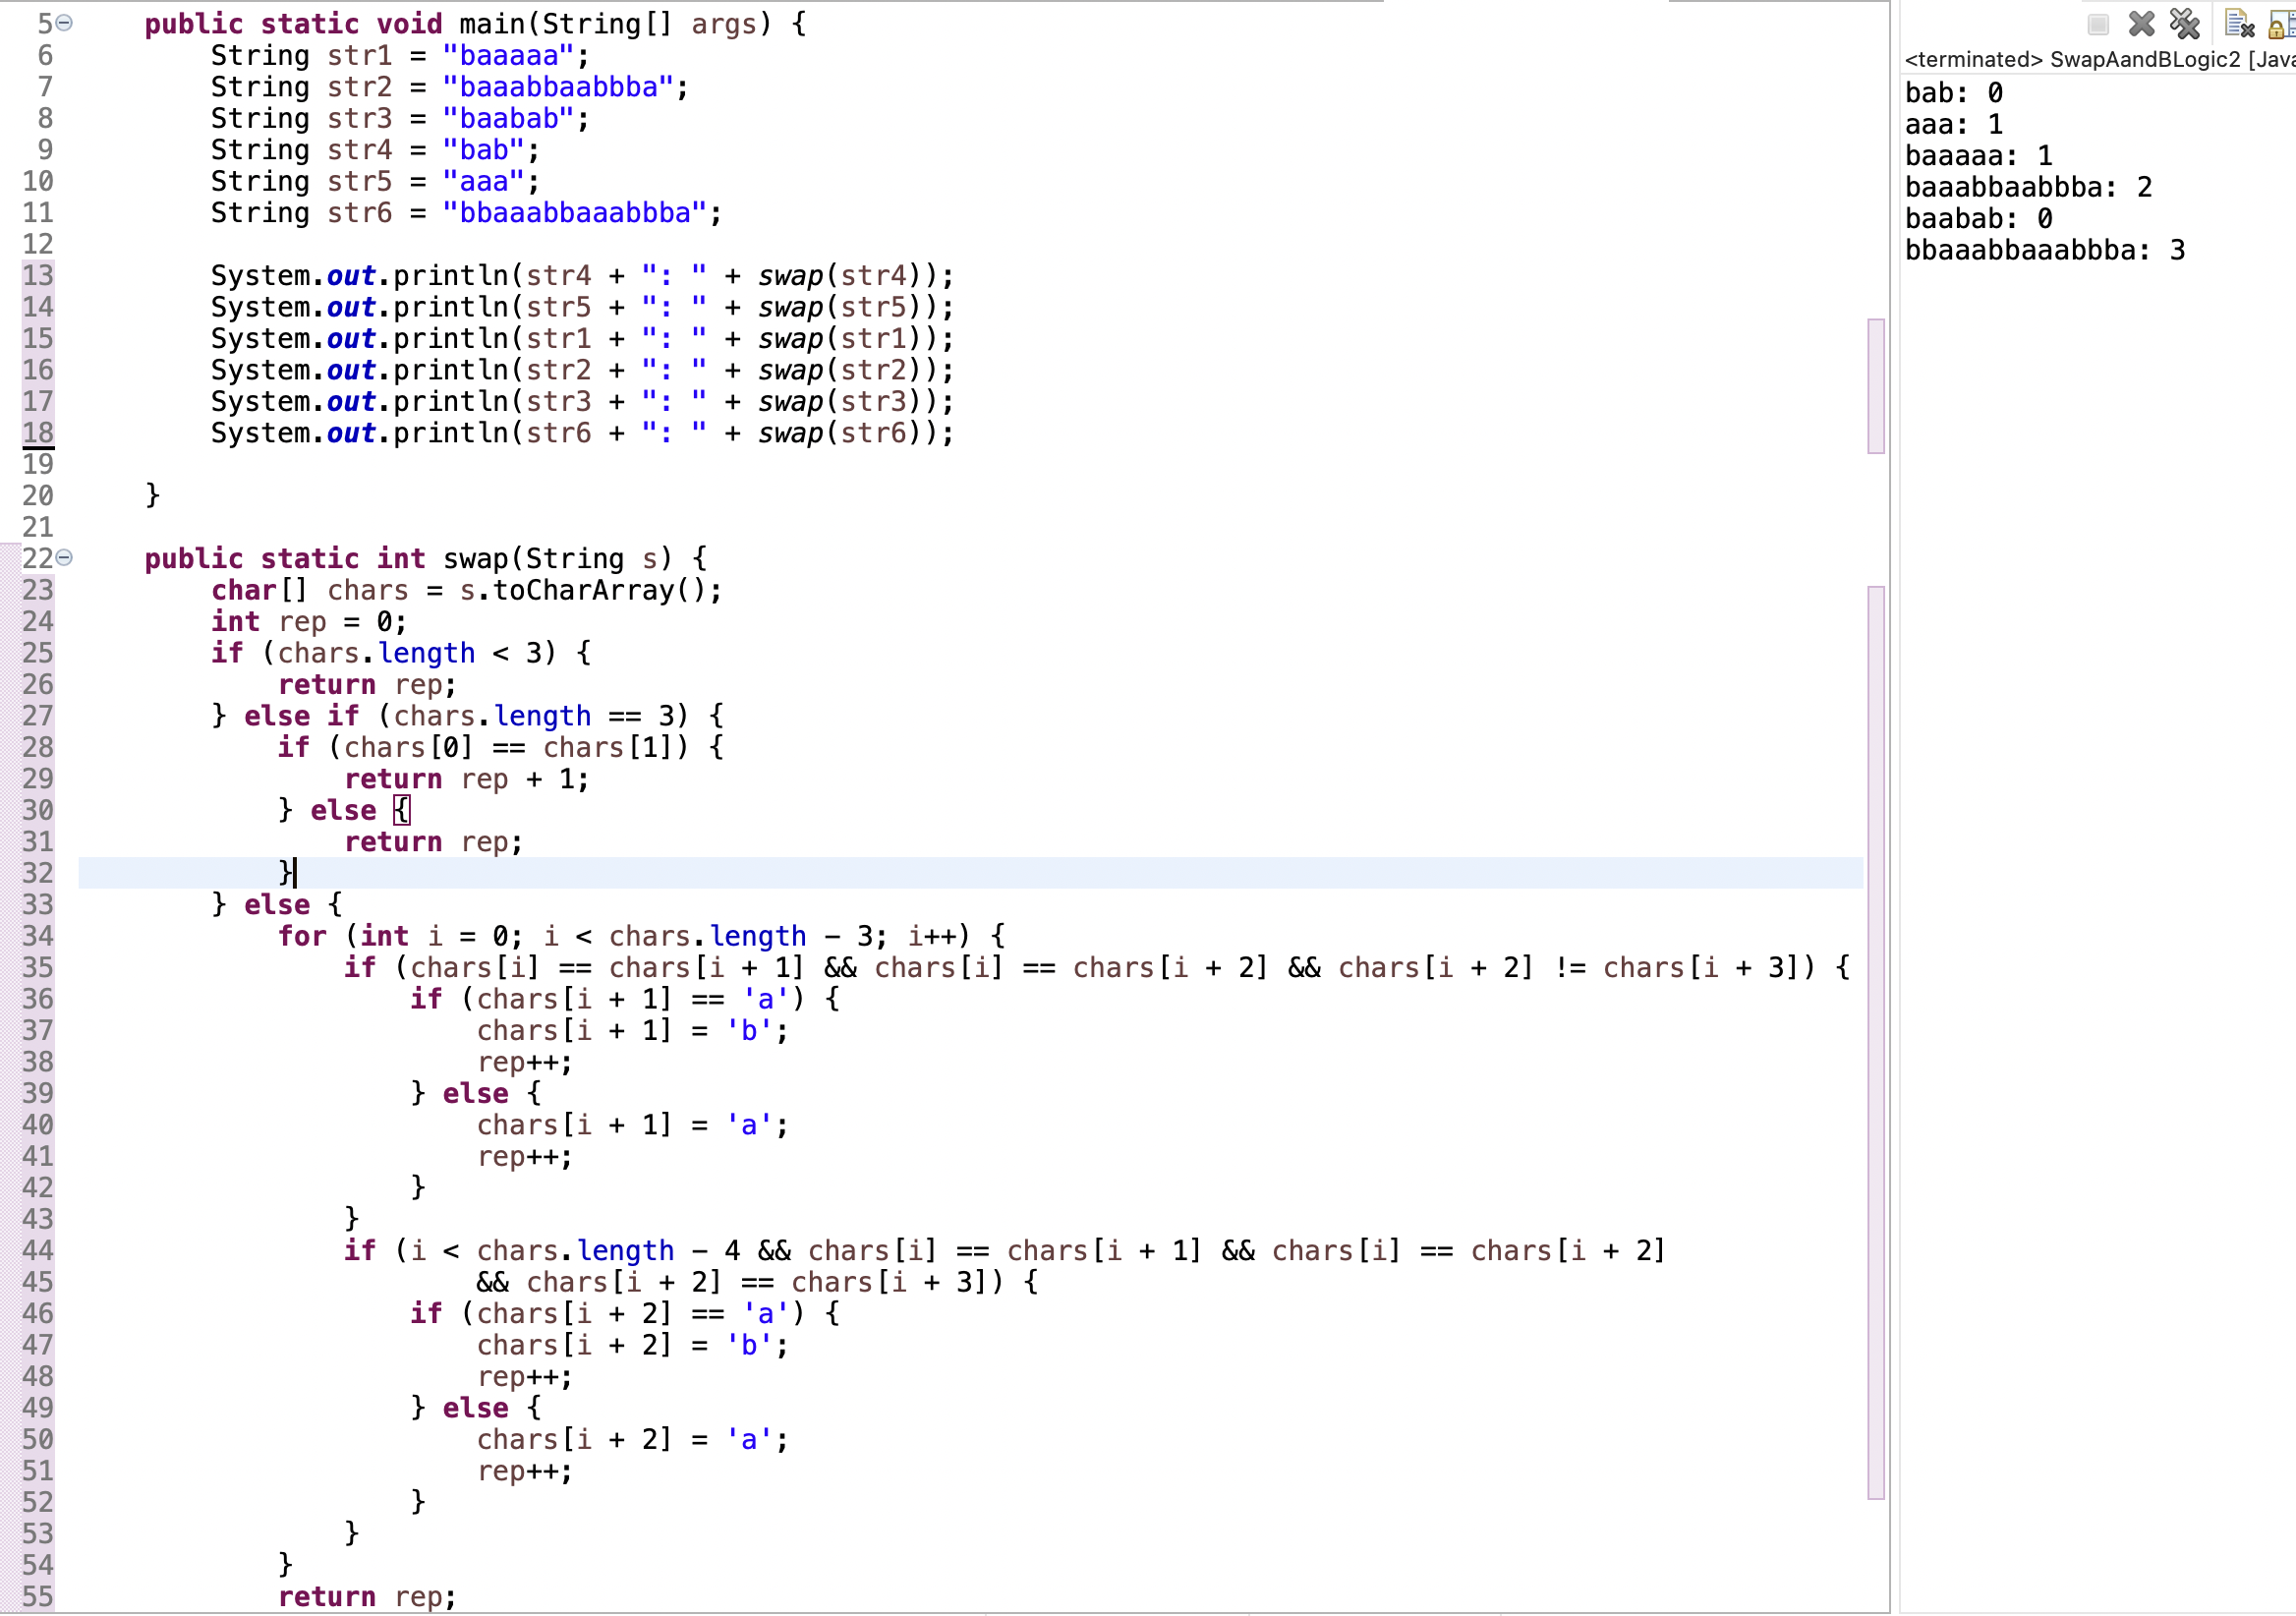 5 public static void main(String[] args) {
6 String str1 = "baaaaa";
7 String str2 = "baaabbaabbba";
8 String str3 = "baabab";
9 String str4 = "bab";
10 String str5 = "aaa";
11 String str6 = "bbaaabbaaabbba";
12
13 System.out.println(str4 + ": " + swap(str4));
14 System.out.println(str5 + ": " + swap(str5));
15 System.out.println(str1 + ": " + swap(str1));
16 System.out.println(str2 + ": " + swap(str2));
17 System.out.println(str3 + ": " + swap(str3));
18 System.out.println(str6 + ": " + swap(str6));
19
20 }
21
22 public static int swap(String s) {
23 char[] chars = s.toCharArray();
24 int rep = 0;
25 if (chars.length < 3) {
26 return rep;
27 } else if (chars.length == 3) {
28 if (chars[0] == chars[1]) {
29 return rep + 1;
30 } else {
31 return rep;
32 }
33 } else {
34 for (int i = 0; i < chars.length - 3; i++) {
35 if (chars[i] == chars[i + 1] && chars[i] == chars[i + 2] && chars[i + 2] != chars[i + 3]) {
36 if (chars[i + 1] == 'a') {
37 chars[i + 1] = 'b';
38 rep++;
39 } else {
40 chars[i + 1] = 'a';
41 rep++;
42 }
43 }
44 if (i < chars.length - 4 && chars[i] == chars[i + 1] && chars[i] == chars[i + 2]
45 && chars[i + 2] == chars[i + 3]) {
46 if (chars[i + 2] == 'a') {
47 chars[i + 2] = 'b';
48 rep++;
49 } else {
50 chars[i + 2] = 'a';
51 rep++;
52 }
53 }
54 }
55 return rep;
<terminated> SwapAandBLogic2 [Java
bab: 0
aaa: 1
baaaaa: 1
baaabbaabbba: 2
baabab: 0
bbaaabbaaabbba: 3